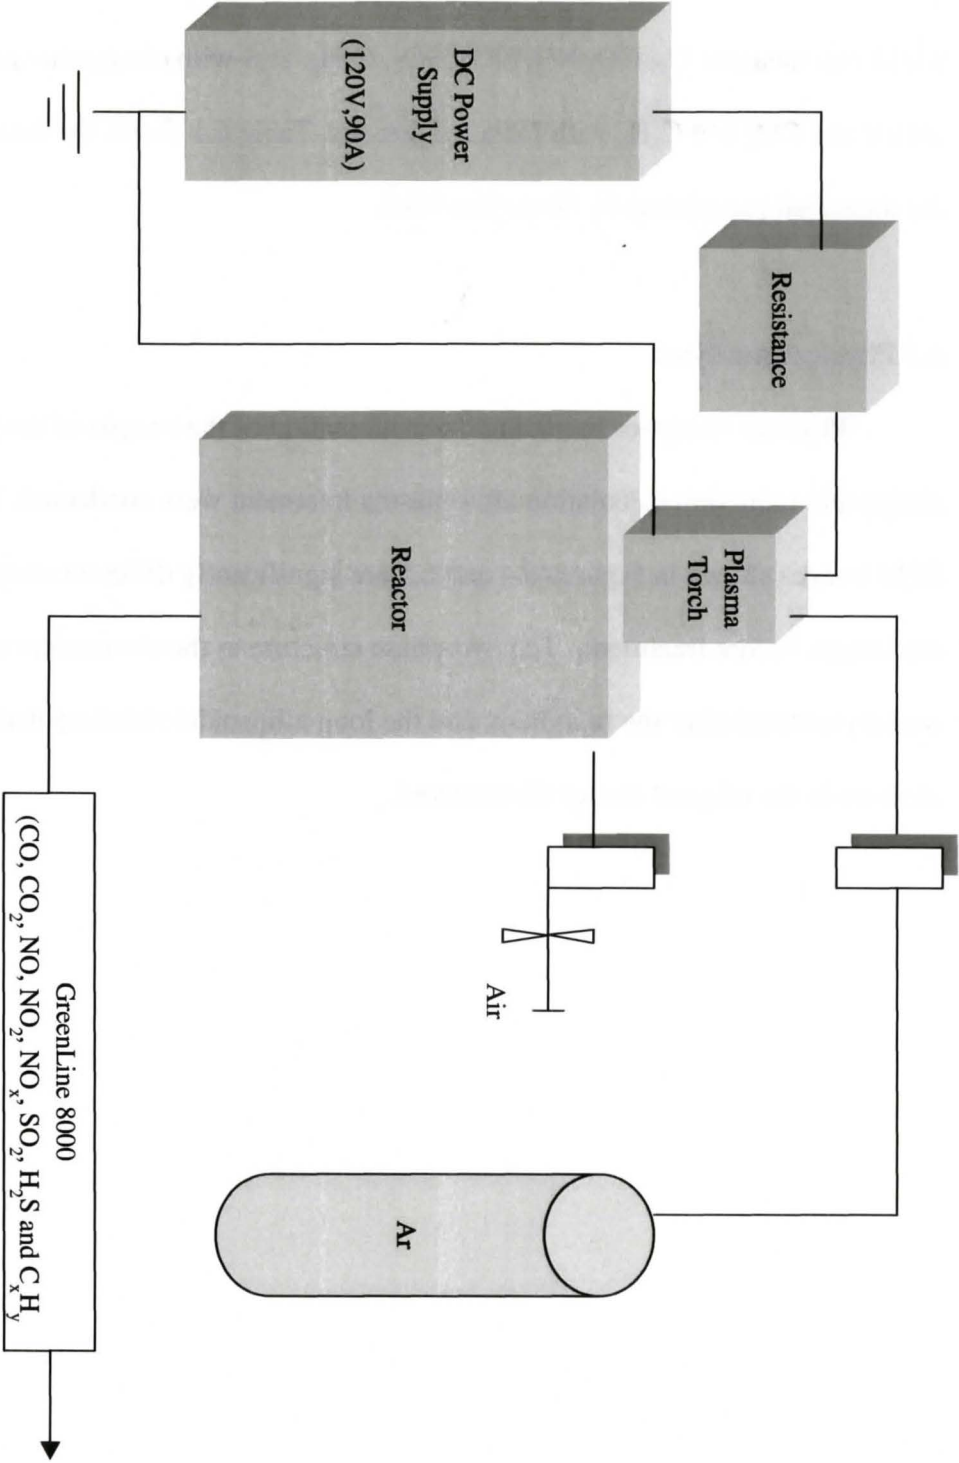 DC Power
Supply
(120V,90A)
Resistance
Plasma
Torch
Reactor
Air
Ar
GreenLine 8000
(CO, CO₂, NO, NO₂, NOₓ, SO₂, H₂S and CₓHᵧ